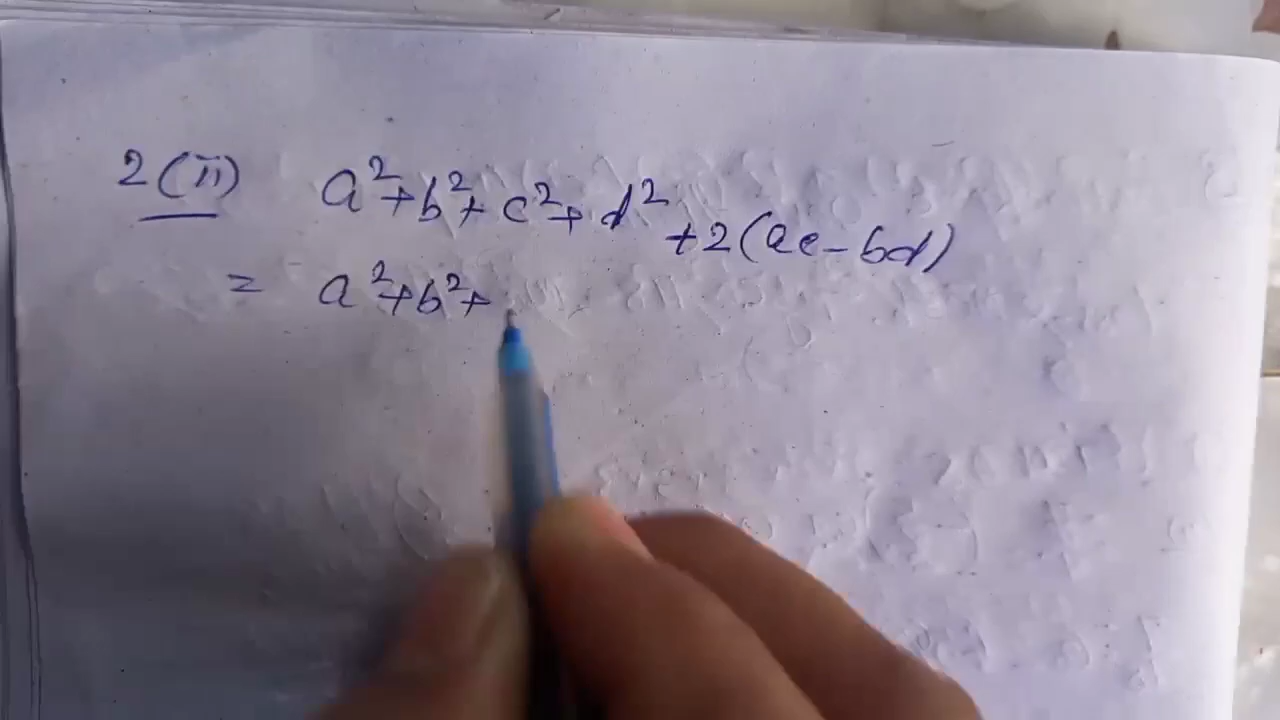 2(ii) a²+b²+c²+d²+2(ac-bd)
= a²+b²+